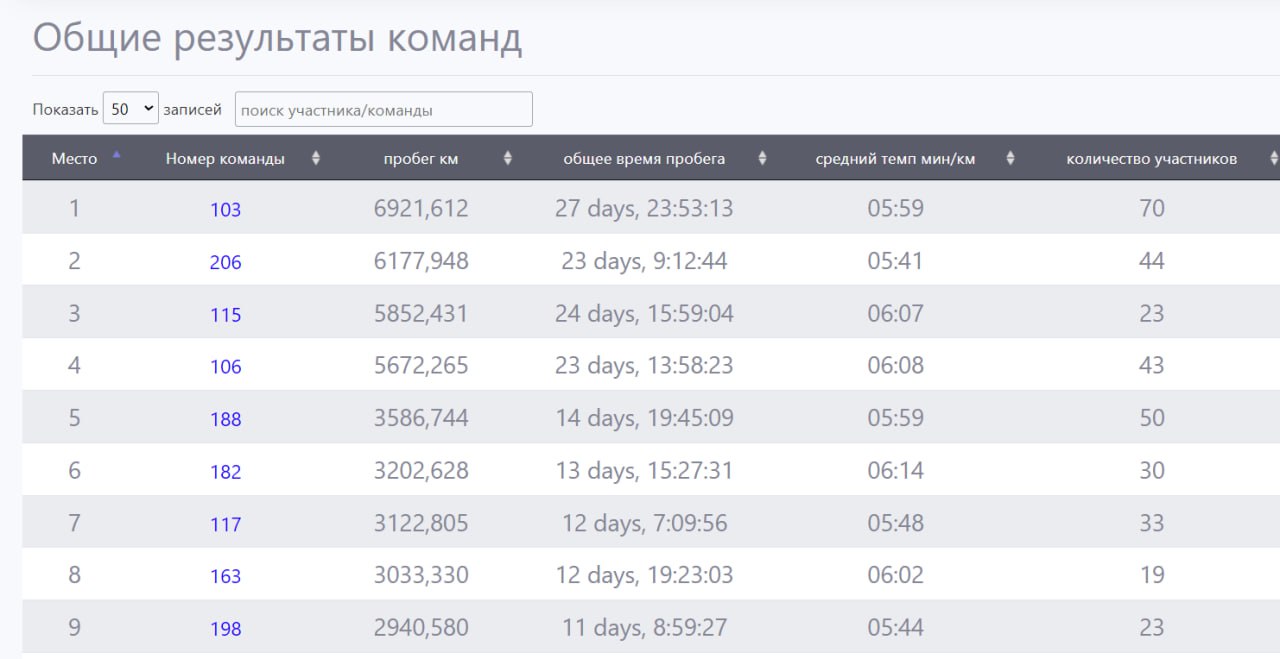 Общие результаты команд
Показать 50 записей поиск участника/команды
Место Номер команды пробег км общее время пробега средний темп мин/км количество участников
1 103 6921,612 27 days, 23:53:13 05:59 70
2 206 6177,948 23 days, 9:12:44 05:41 44
3 115 5852,431 24 days, 15:59:04 06:07 23
4 106 5672,265 23 days, 13:58:23 06:08 43
5 188 3586,744 14 days, 19:45:09 05:59 50
6 182 3202,628 13 days, 15:27:31 06:14 30
7 117 3122,805 12 days, 7:09:56 05:48 33
8 163 3033,330 12 days, 19:23:03 06:02 19
9 198 2940,580 11 days, 8:59:27 05:44 23